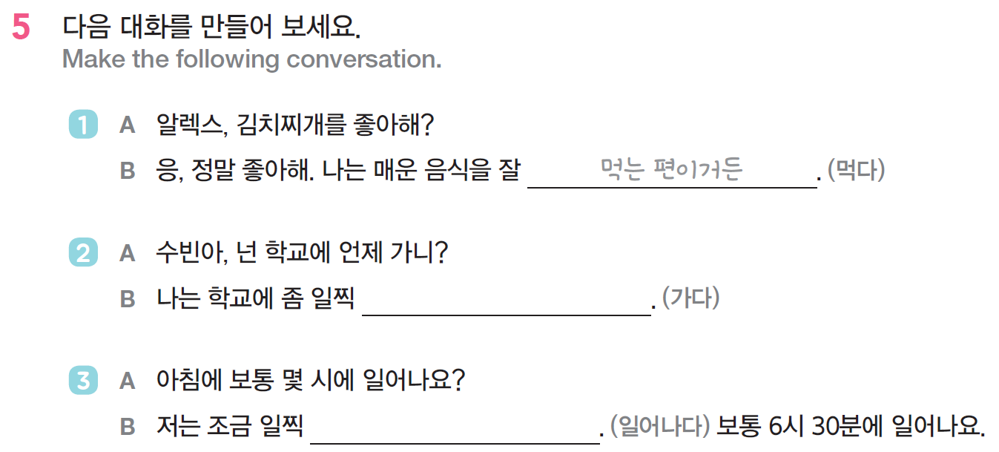 5 다음 대화를 만들어 보세요.
Make the following conversation.
1 A 알렉스, 김치찌개를 좋아해?
B 응, 정말 좋아해. 나는 매운 음식을 잘 먹는 편이거든. (먹다)
2 A 수빈아, 넌 학교에 언제 가니?
B 나는 학교에 좀 일찍 . (가다)
3 A 아침에 보통 몇 시에 일어나요?
B 저는 조금 일찍 . (일어나다) 보통 6시 30분에 일어나요.